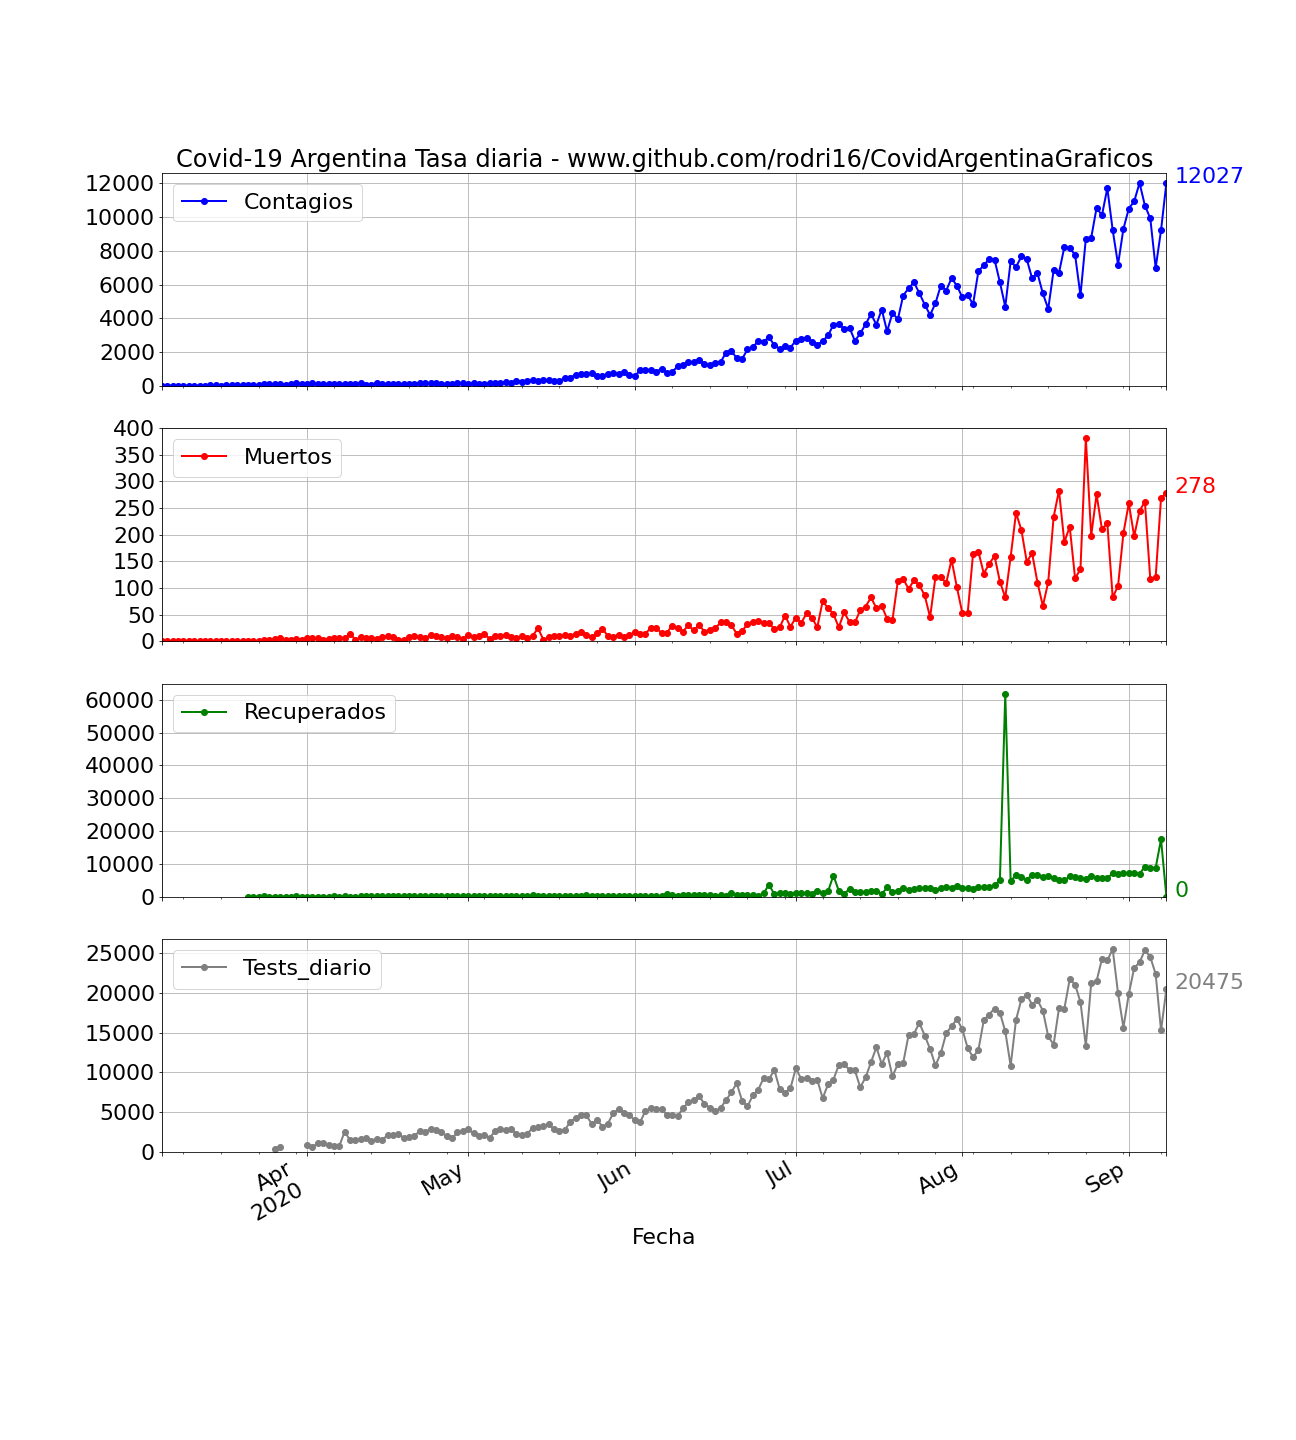 Covid-19 Argentina Tasa diaria - www.github.com/rodri16/CovidArgentinaGraficos
12027
12000
10000
8000
6000
4000
2000
0
Contagios
400
350
300
250
200
150
100
50
0
Muertos
278
60000
50000
40000
30000
20000
10000
0
Recuperados
0
25000
20000
15000
10000
5000
0
Tests_diario
20475
Apr
2020
May
Jun
Jul
Aug
Sep
Fecha